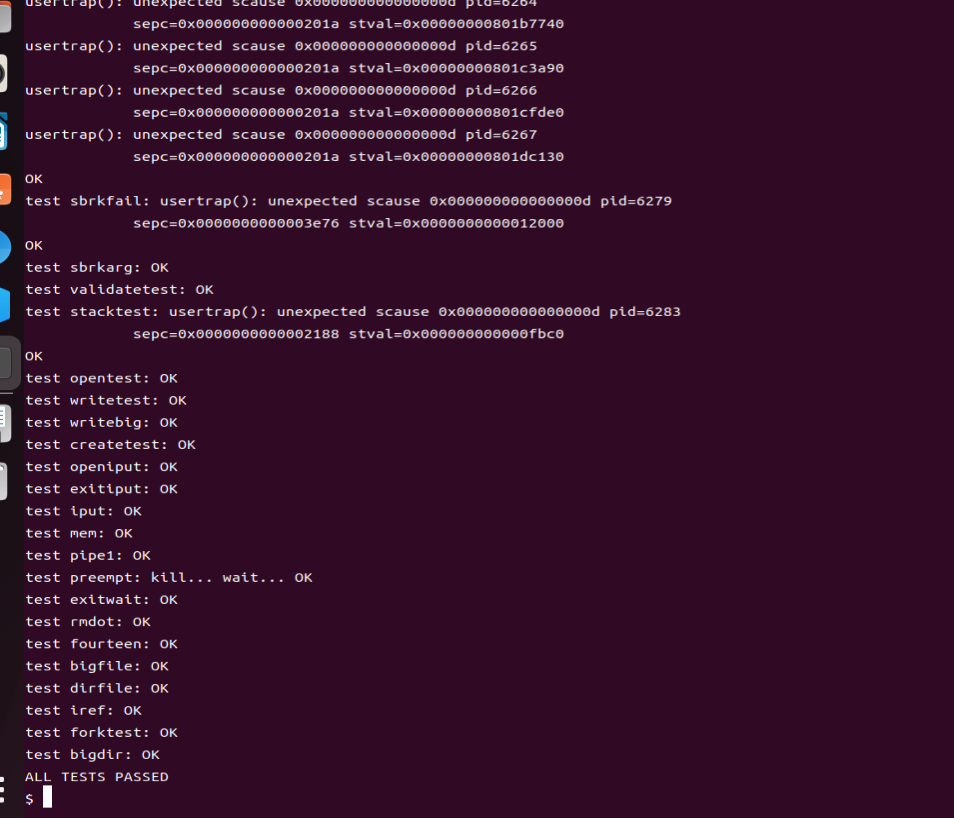 usertrap(): unexpected scause 0x000000000000000d pid=6264
sepc=0x000000000000201a stval=0x00000000801b7740
usertrap(): unexpected scause 0x000000000000000d pid=6265
sepc=0x000000000000201a stval=0x00000000801c3a90
usertrap(): unexpected scause 0x000000000000000d pid=6266
sepc=0x000000000000201a stval=0x00000000801cfde0
usertrap(): unexpected scause 0x000000000000000d pid=6267
sepc=0x000000000000201a stval=0x00000000801dc130
OK
test sbrkfail: usertrap(): unexpected scause 0x000000000000000d pid=6279
sepc=0x0000000000003e76 stval=0x0000000000012000
OK
test sbrkarg: OK
test validatetest: OK
test stacktest: usertrap(): unexpected scause 0x000000000000000d pid=6283
sepc=0x0000000000002188 stval=0x000000000000fbc0
OK
test opentest: OK
test writetest: OK
test writebig: OK
test createtest: OK
test openiput: OK
test exitiput: OK
test iput: OK
test mem: OK
test pipe1: OK
test preempt: kill... wait... OK
test exitwait: OK
test rmdot: OK
test fourteen: OK
test bigfile: OK
test dirfile: OK
test iref: OK
test forktest: OK
test bigdir: OK
ALL TESTS PASSED
$